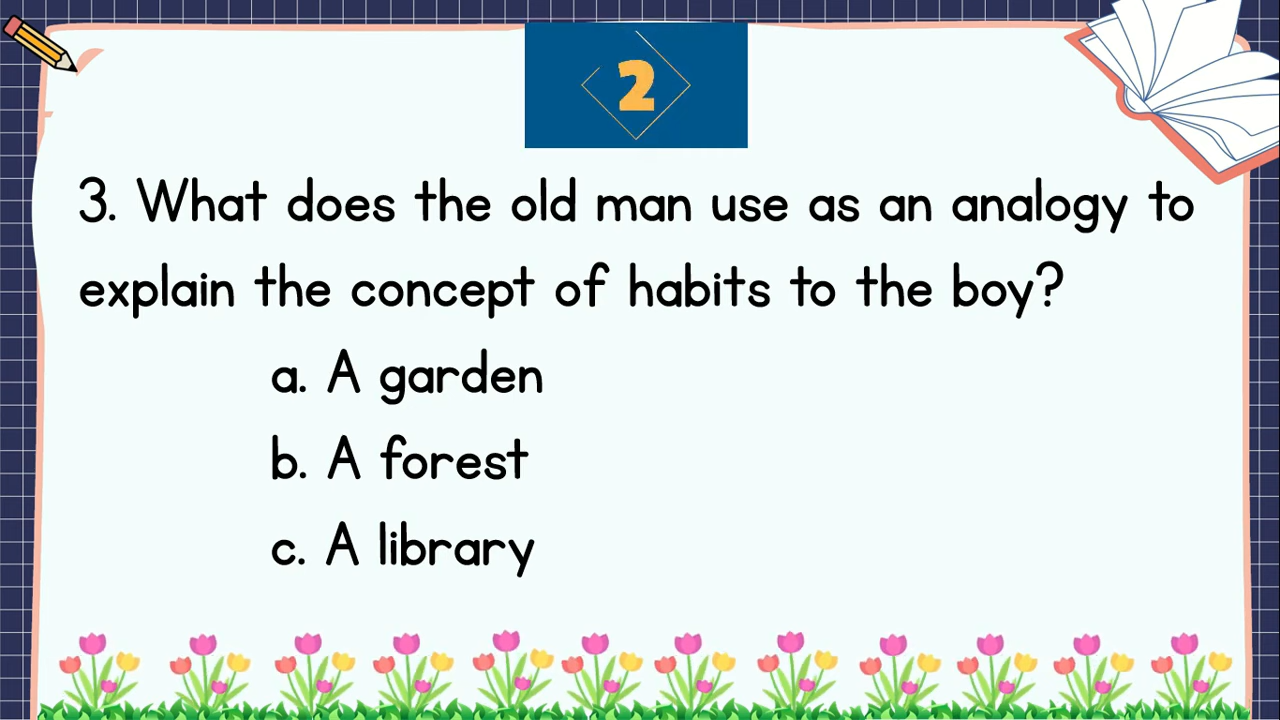 2
3. What does the old man use as an analogy to
explain the concept of habits to the boy?
a. A garden
b. A forest
c. A library